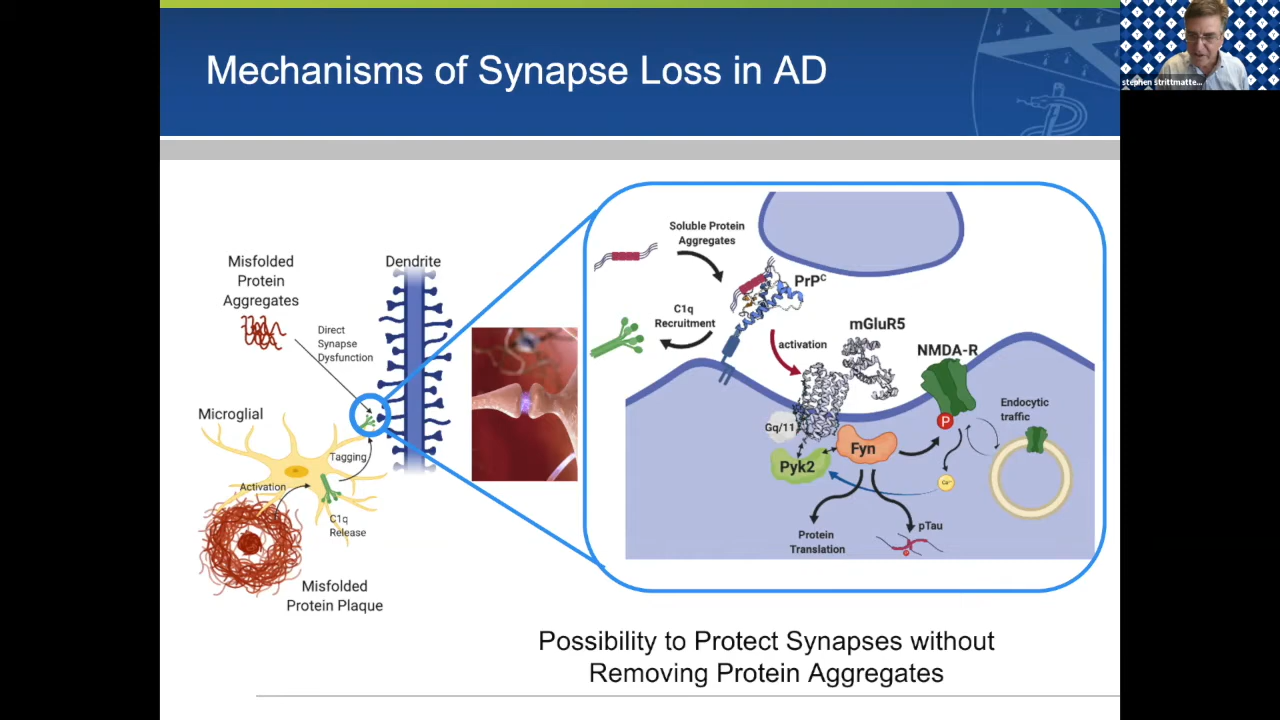 Mechanisms of Synapse Loss in AD
stephen strittmatte...
Misfolded
Protein
Aggregates
Dendrite
Direct
Synapse
Dysfunction
Microglial
Tagging
Activation
C1q
Release
Misfolded
Protein Plaque
Soluble Protein
Aggregates
PrPC
C1q
Recruitment
activation
mGluR5
NMDA-R
P
Endocytic
traffic
Gq/11
Fyn
Pyk2
Protein
Translation
pTau
Possibility to Protect Synapses without
Removing Protein Aggregates